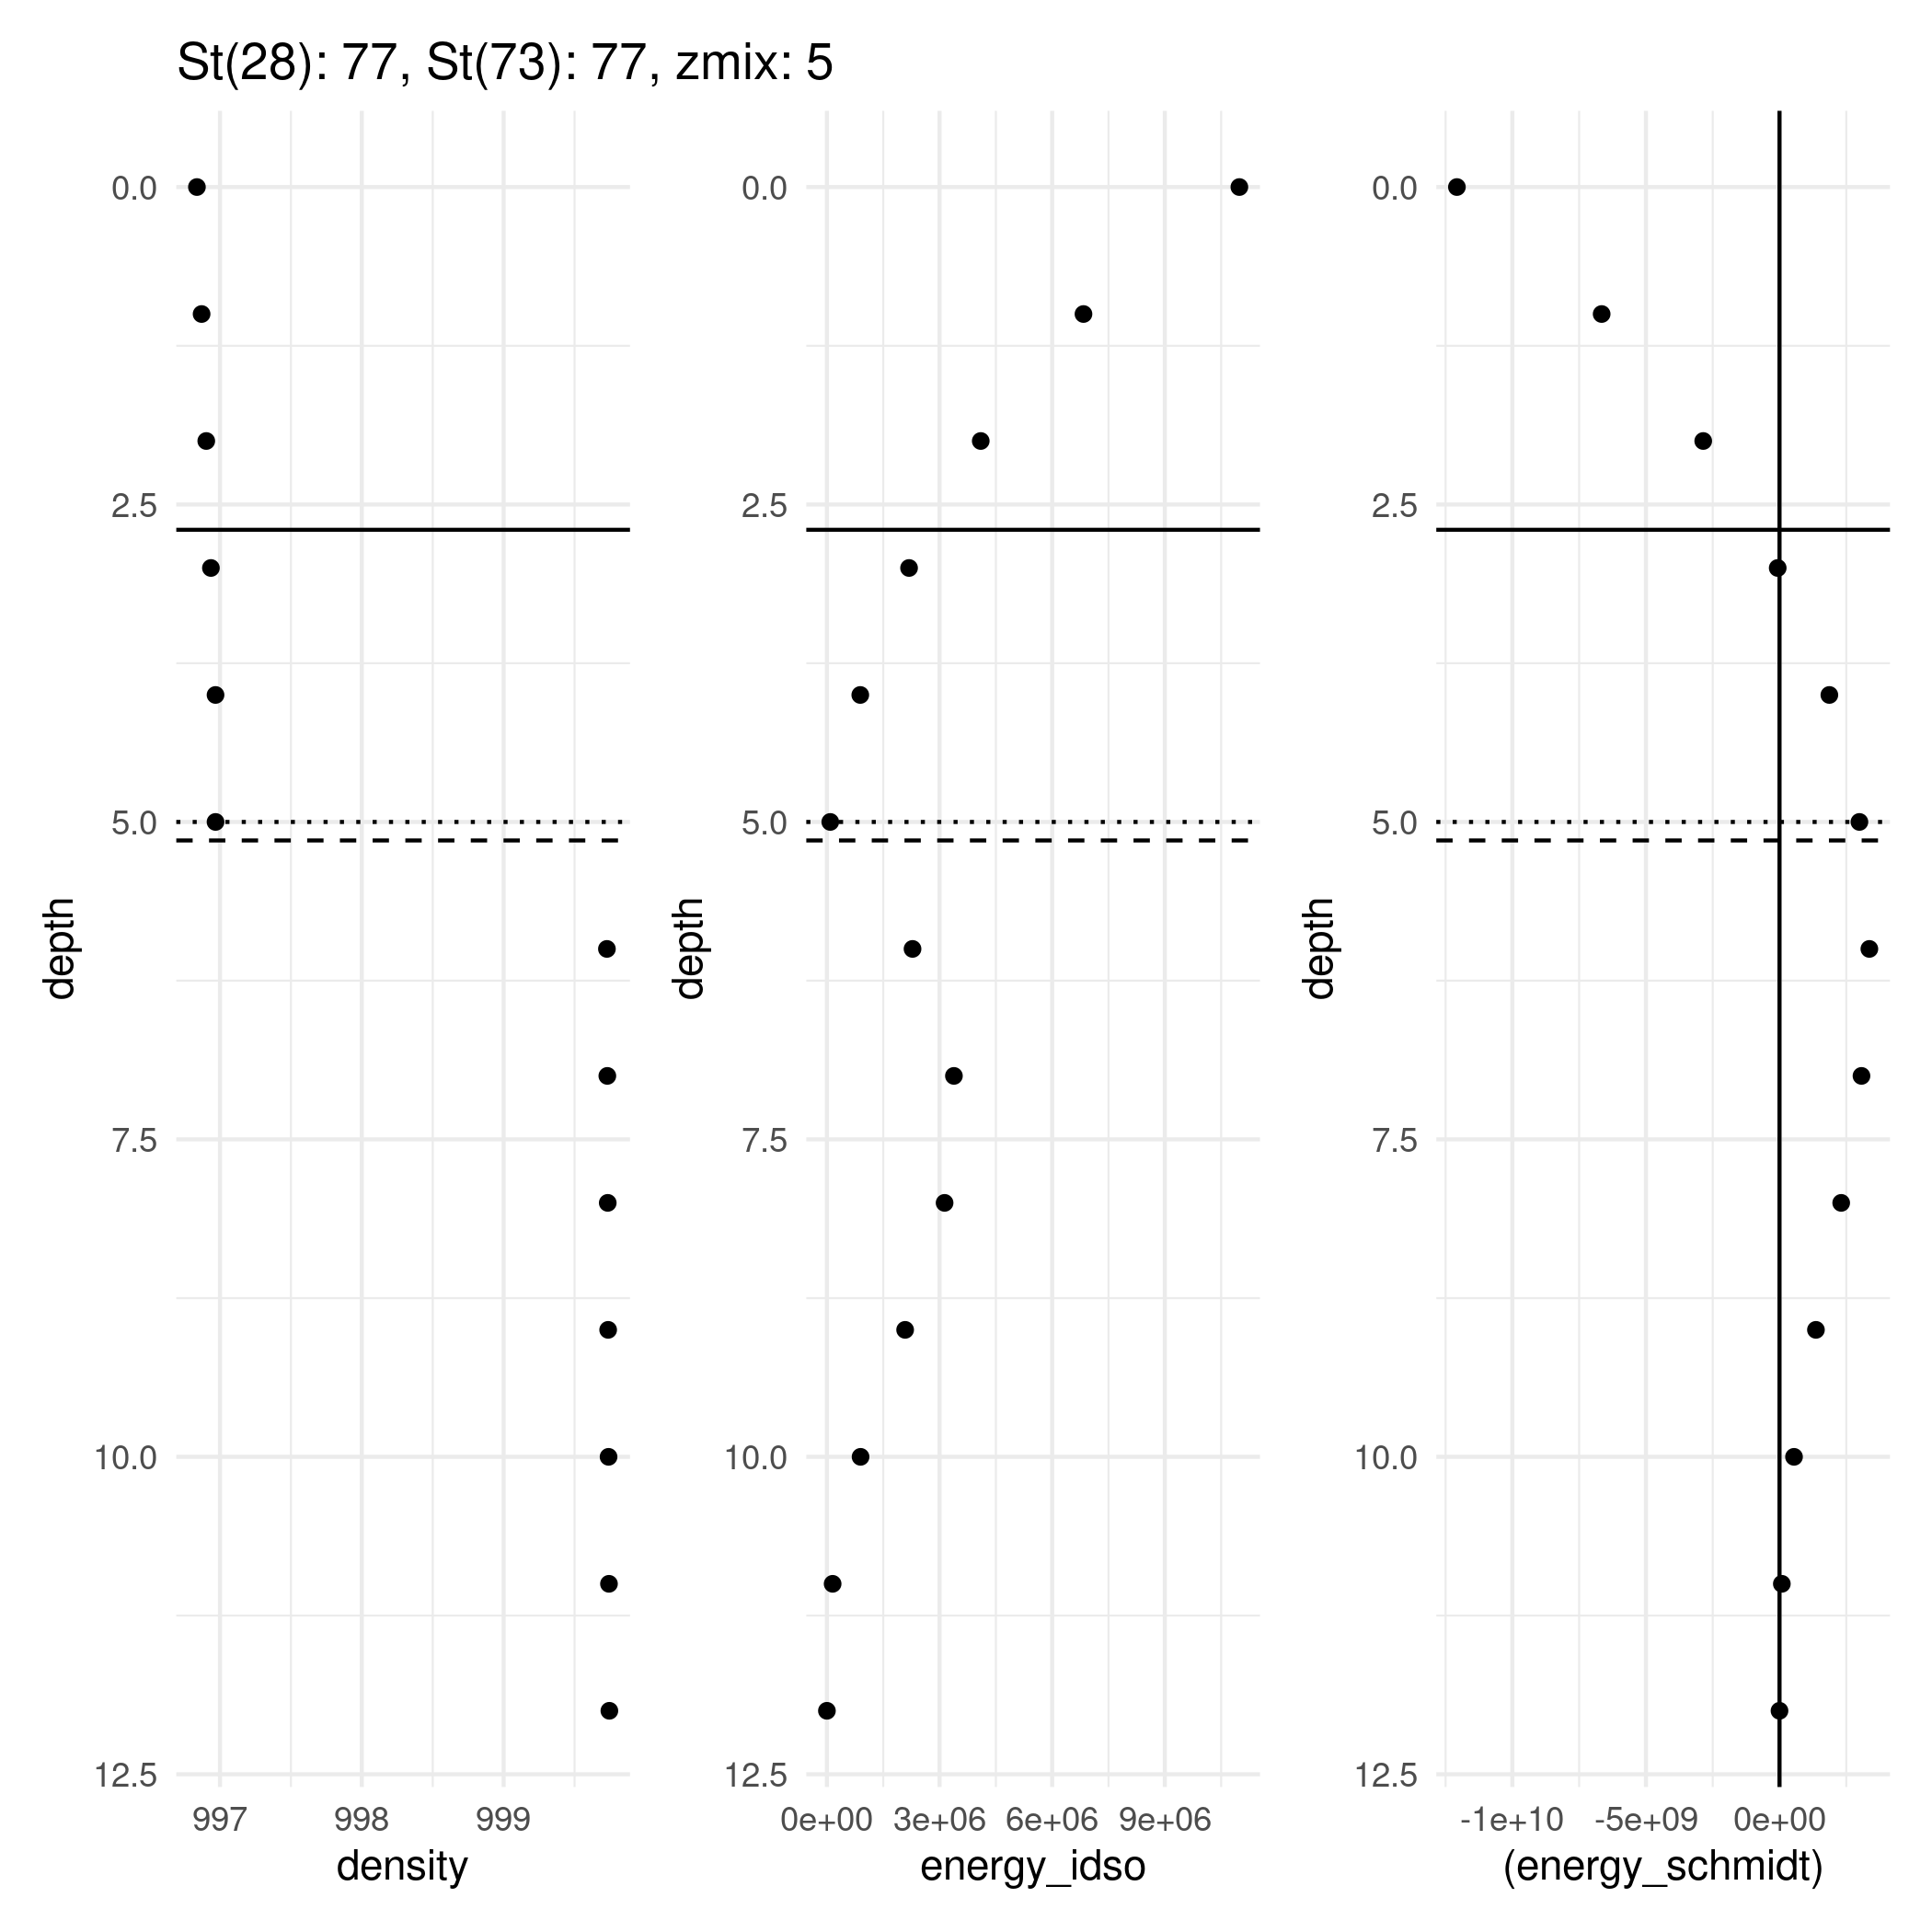 St(28): 77, St(73): 77, zmix: 5
depth
0.0
2.5
5.0
7.5
10.0
12.5
997 998 999
density
depth
0.0
2.5
5.0
7.5
10.0
12.5
0e+00 3e+06 6e+06 9e+06
energy_idso
depth
0.0
2.5
5.0
7.5
10.0
12.5
-1e+10 -5e+09 0e+00
(energy_schmidt)